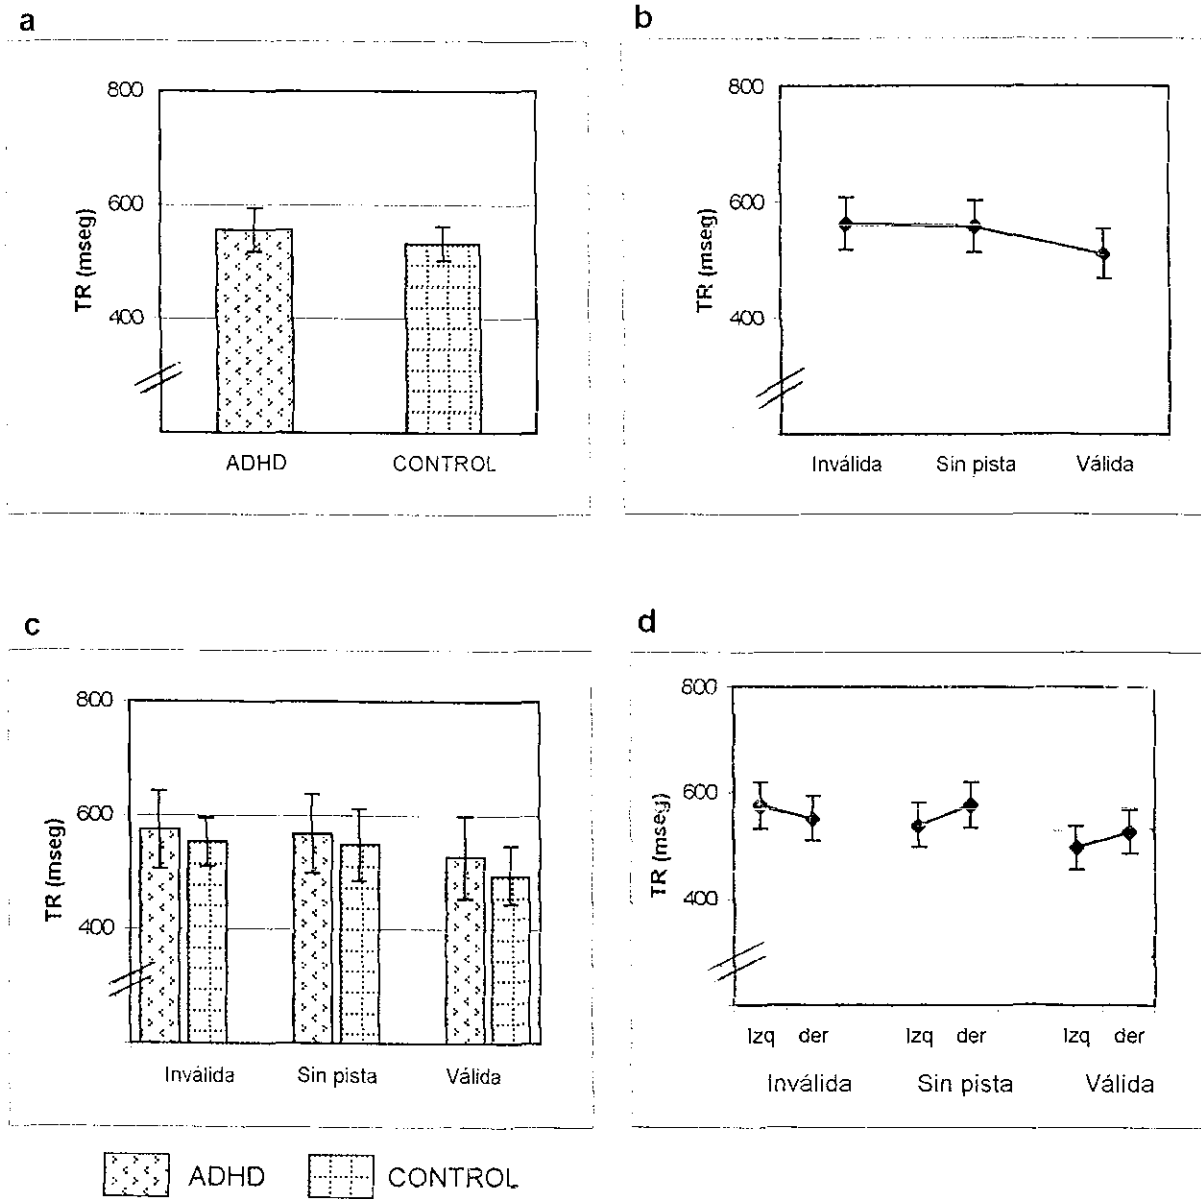 a
800
600
400
TR (mseg)
ADHD CONTROL
b
800
600
400
TR (mseg)
Inválida Sin pista Válida
c
800
600
400
TR (mseg)
Inválida Sin pista Válida
d
800
600
400
TR (mseg)
Izq der Izq der Izq der
Inválida Sin pista Válida
ADHD CONTROL